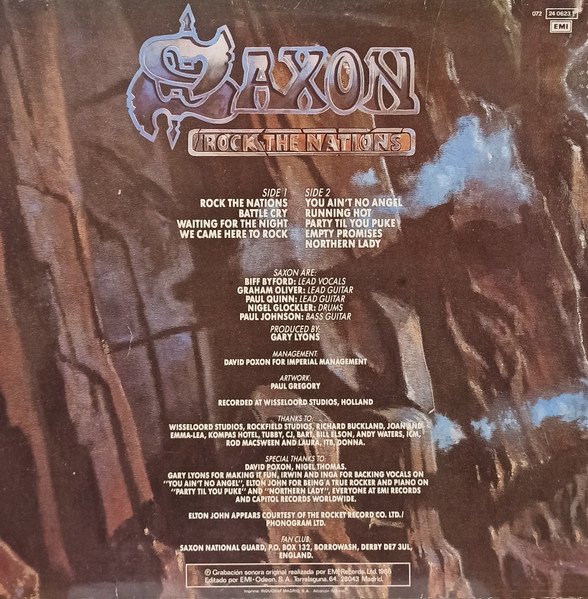 072 24 0623 1
EMI
SAXON
ROCK THE NATIONS
SIDE 1
ROCK THE NATIONS
BATTLE CRY
WAITING FOR THE NIGHT
WE CAME HERE TO ROCK
SIDE 2
YOU AIN'T NO ANGEL
RUNNING HOT
PARTY TIL YOU PUKE
EMPTY PROMISES
NORTHERN LADY
SAXON ARE:
BIFF BYFORD: LEAD VOCALS
GRAHAM OLIVER: LEAD GUITAR
PAUL QUINN: LEAD GUITAR
NIGEL GLOCKLER: DRUMS
PAUL JOHNSON: BASS GUITAR
PRODUCED BY:
GARY LYONS
MANAGEMENT:
DAVID POXON FOR IMPERIAL MANAGEMENT
ARTWORK:
PAUL GREGORY
RECORDED AT WISSELOORD STUDIOS, HOLLAND
THANKS TO:
WISSELOORD STUDIOS, ROCKFIELD STUDIOS, RICHARD BUCKLAND, JOAN AND
EMMA-LEA, KOMPAS HOTEL, TUBBY, CJ, BART, BILL ELSON, ANDY WATERS, ICM,
ROD MACSWEEN AND LAURA, ITB, DONNA.
SPECIAL THANKS TO:
DAVID POXON, NIGEL THOMAS.
GARY LYONS FOR MAKING IT FUN, IRWIN AND INGA FOR BACKING VOCALS ON
"YOU AIN'T NO ANGEL", ELTON JOHN FOR BEING A TRUE ROCKER AND PIANO ON
"PARTY TIL YOU PUKE" AND "NORTHERN LADY", EVERYONE AT EMI RECORDS
AND CAPITOL RECORDS WORLDWIDE.
ELTON JOHN APPEARS COURTESY OF THE ROCKET RECORD CO. LTD./
PHONOGRAM LTD.
FAN CLUB:
SAXON NATIONAL GUARD, P.O. BOX 132, BORROWASH, DERBY DE7 3UL,
ENGLAND.
℗ Grabación sonora original realizada por EMI Records, Ltd. 1986
Editado por EMI-Odeon, S. A. Torrelaguna, 64. 28043 Madrid.
Imprime: INDUGRAF MADRID, S.A.